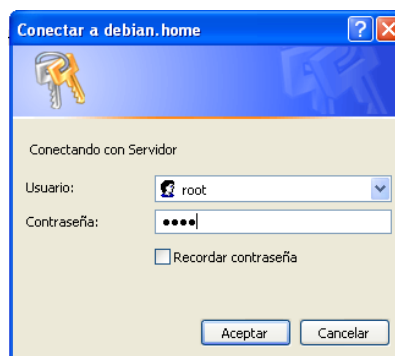 Conectar a debian.home
Conectando con Servidor
Usuario: root
Contraseña: ••••
Recordar contraseña
Aceptar Cancelar